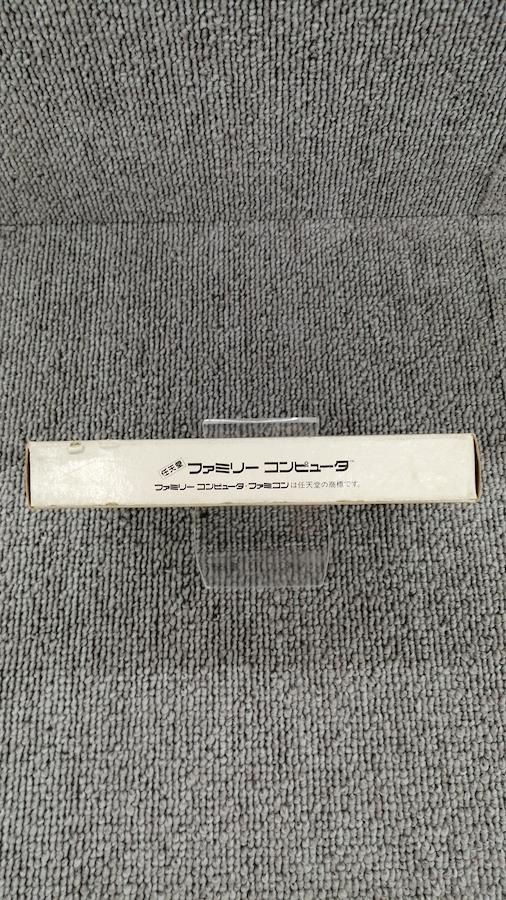 任天堂 ファミリー コンピュータ™
ファミリー コンピュータ・ファミコンは任天堂の商標です。